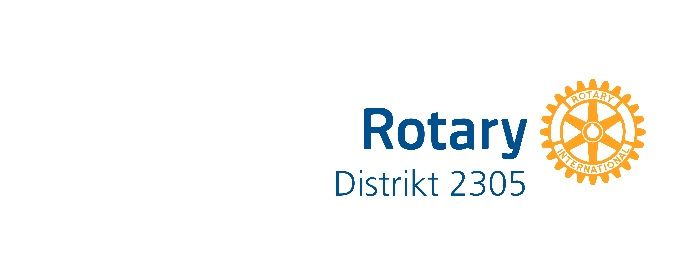 Rotary
Distrikt 2305
ROTARY
INTERNATIONAL